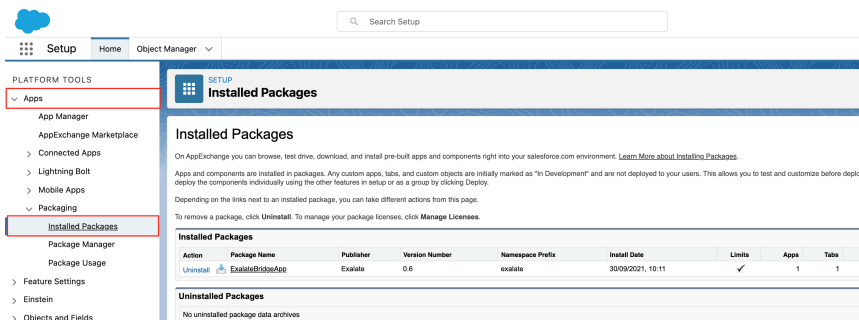 Search Setup
Setup Home Object Manager
PLATFORM TOOLS
Apps
App Manager
AppExchange Marketplace
Connected Apps
Lightning Bolt
Mobile Apps
Packaging
Installed Packages
Package Manager
Package Usage
Feature Settings
Einstein
Objects and Fields
SETUP
Installed Packages
Installed Packages
On AppExchange you can browse, test drive, download, and install pre-built apps and components right into your salesforce.com environment. Learn More about Installing Packages.
Apps and components are installed in packages. Any custom apps, tabs, and custom objects are initially marked as "In Development" and are not deployed to your users. This allows you to test and customize before deplo
deploy the components individually using the other features in setup or as a group by clicking Deploy.
Depending on the links next to an installed package, you can take different actions from this page.
To remove a package, click Uninstall. To manage your package licenses, click Manage Licenses.
Installed Packages
Action Package Name Publisher Version Number Namespace Prefix Install Date Limits Apps Tabs
Uninstall ExalateBridgeApp Exalate 0.6 exalate 30/09/2021, 10:11 ✓ 1 1
Uninstalled Packages
No uninstalled package data archives